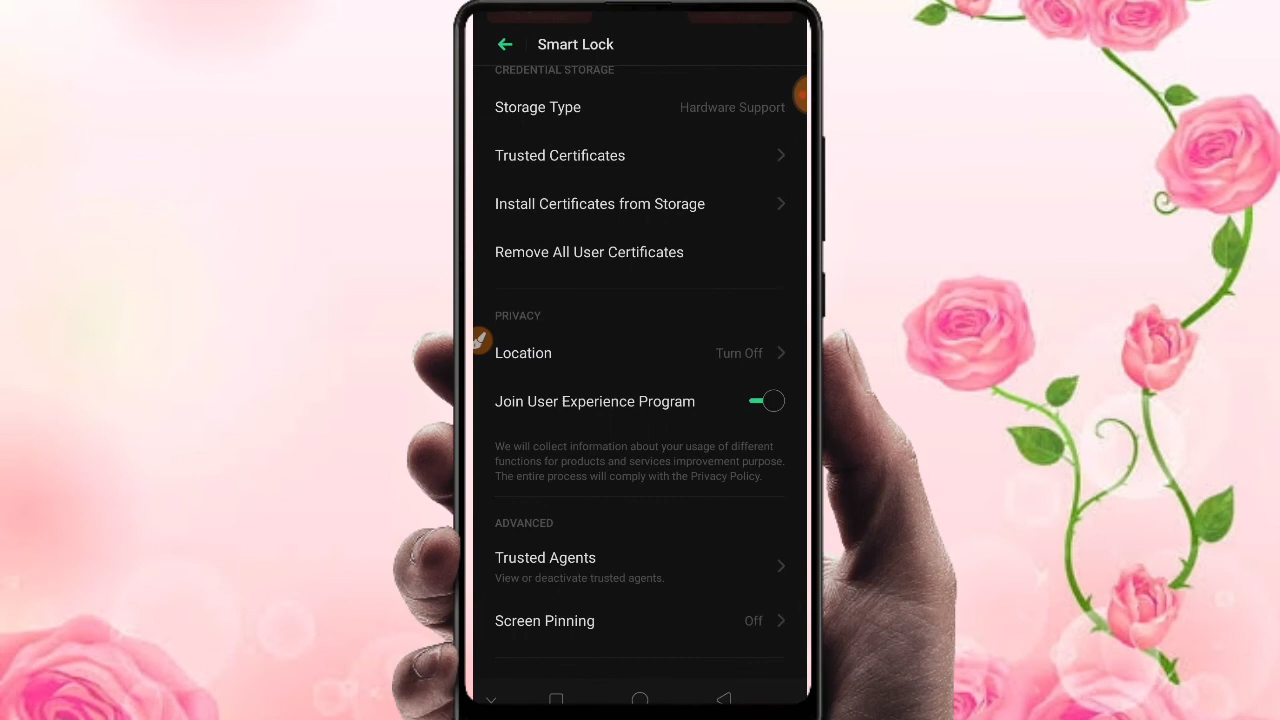 Smart Lock
CREDENTIAL STORAGE
Storage Type Hardware Support
Trusted Certificates
Install Certificates from Storage
Remove All User Certificates
PRIVACY
Location Turn Off
Join User Experience Program
We will collect information about your usage of different
functions for products and services improvement purpose.
The entire process will comply with the Privacy Policy.
ADVANCED
Trusted Agents
View or deactivate trusted agents.
Screen Pinning Off